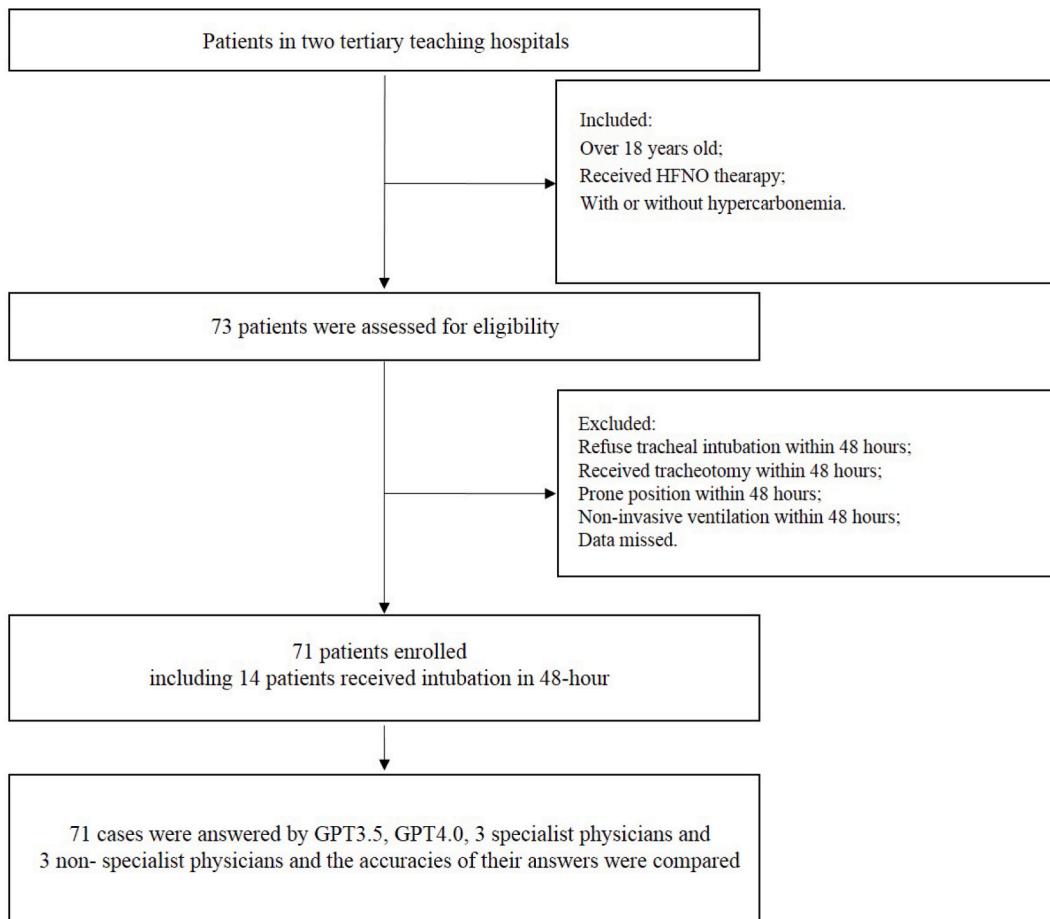 Patients in two tertiary teaching hospitals
Included:
Over 18 years old;
Received HFNO thearapy;
With or without hypercarbonemia.
73 patients were assessed for eligibility
Excluded:
Refuse tracheal intubation within 48 hours;
Received tracheotomy within 48 hours;
Prone position within 48 hours;
Non-invasive ventilation within 48 hours;
Data missed.
71 patients enrolled
including 14 patients received intubation in 48-hour
71 cases were answered by GPT3.5, GPT4.0, 3 specialist physicians and
3 non- specialist physicians and the accuracies of their answers were compared